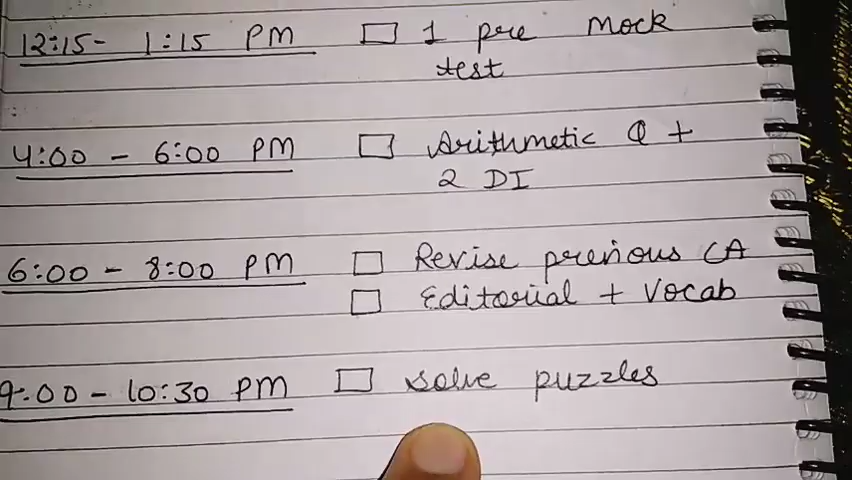 12:15- 1:15 PM 1 pre Mock
test
4:00 - 6:00 PM Arithmetic Q +
2 DI
6:00 - 8:00 PM Revise previous CA
Editorial + Vocab
9:00 - 10:30 PM solve puzzles